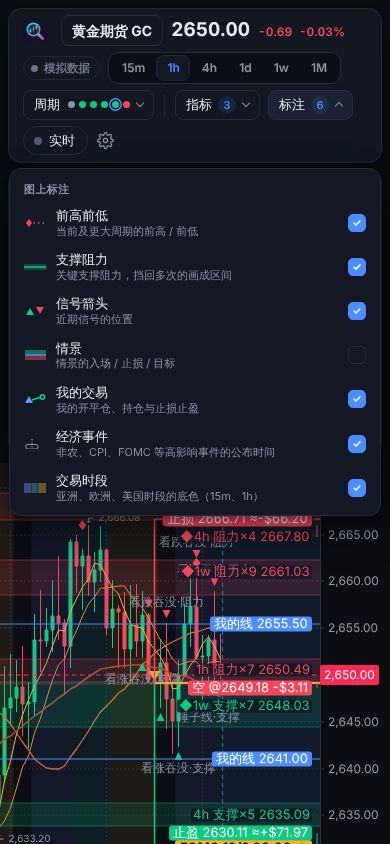 黄金期货 GC 2650.00 -0.69 -0.03%
模拟数据 15m 1h 4h 1d 1w 1M
周期 指标 3 标注 6
实时
图上标注
前高前低
当前及更大周期的前高 / 前低
支撑阻力
关键支撑阻力，挡回多次的画成区间
信号箭头
近期信号的位置
情景
情景的入场 / 止损 / 目标
我的交易
我的开平仓、持仓与止损止盈
经济事件
非农、CPI、FOMC 等高影响事件的公布时间
交易时段
亚洲、欧洲、美国时段的底色（15m、1h）
2,666.08
止损 2666.71 ≈-$66.20
2,665.00
4h 阻力×4 2667.80
看跌吞没·阻力
1w 阻力×9 2661.03
2,660.00
看跌吞没·阻力
我的线 2655.50
2,655.00
1h 阻力×7 2650.49
2,650.00
看涨吞没
空 @2649.18 -$3.11
1w 支撑×7 2648.03
锤子线·支撑
2,645.00
我的线 2641.00
看涨吞没·支撑
2,640.00
4h 支撑×5 2635.09
2,635.00
止盈 2630.11 ≈+$71.97
2,633.20